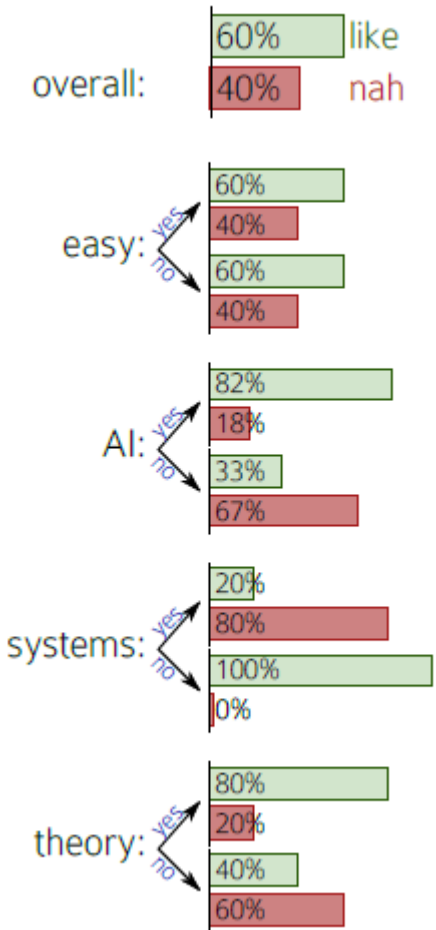 60% like
overall: 40% nah
60%
yes 40%
easy:
no 60%
40%
82%
yes 18%
AI:
no 33%
67%
20%
yes 80%
systems:
no 100%
0%
80%
yes 20%
theory:
no 40%
60%